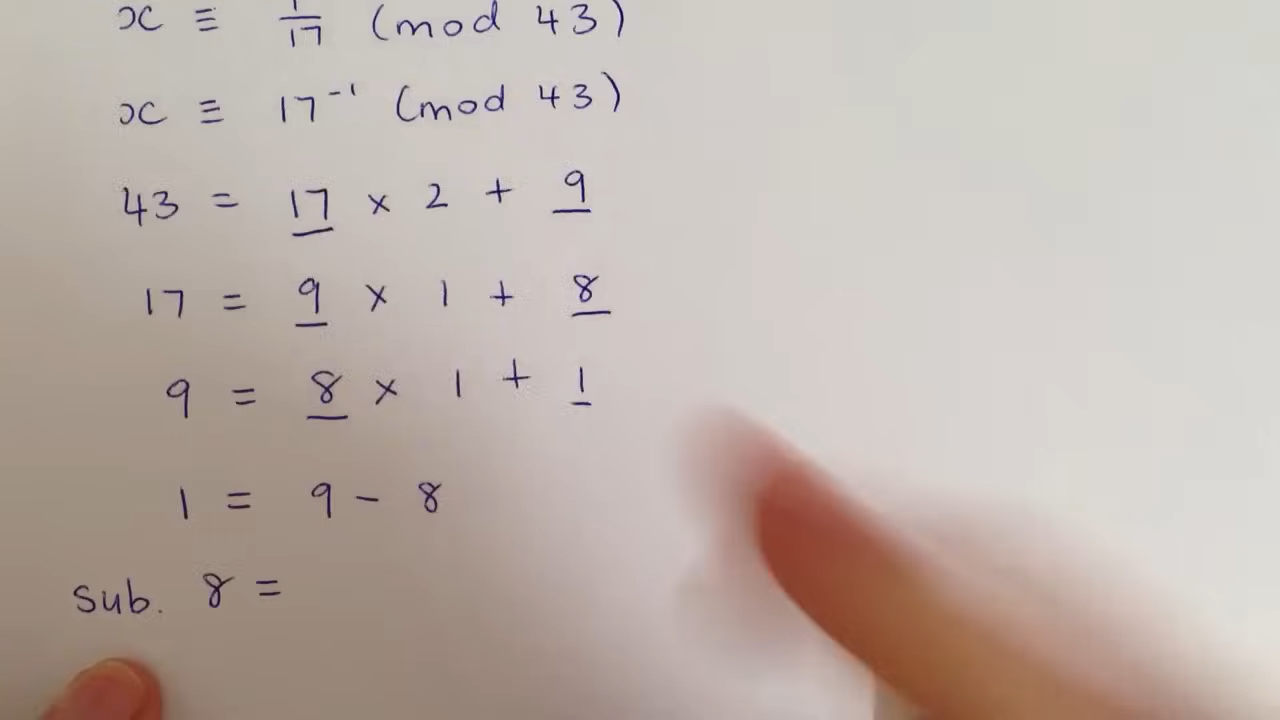 x ≡ 1/17 (mod 43)
x ≡ 17⁻¹ (mod 43)
43 = 17 × 2 + 9
17 = 9 × 1 + 8
9 = 8 × 1 + 1
1 = 9 - 8
sub. 8 =